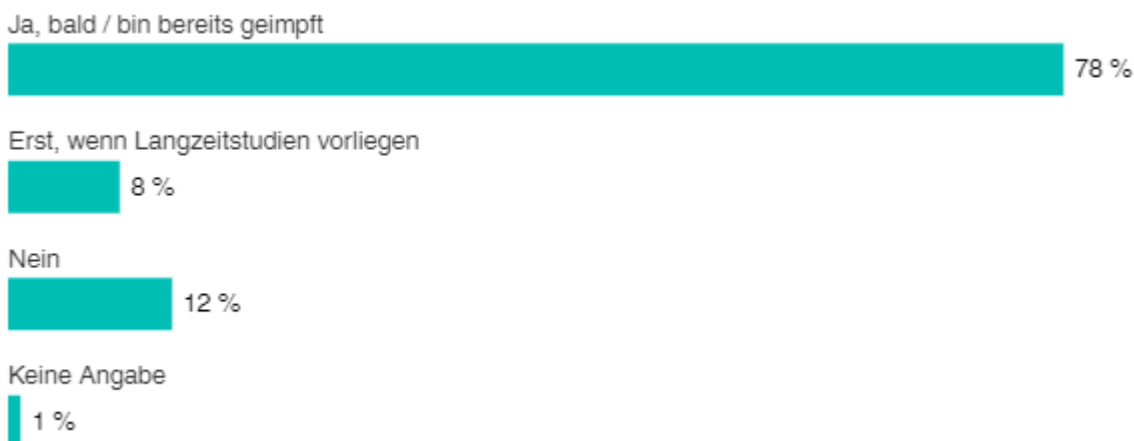 Ja, bald / bin bereits geimpft
78 %
Erst, wenn Langzeitstudien vorliegen
8 %
Nein
12 %
Keine Angabe
1 %